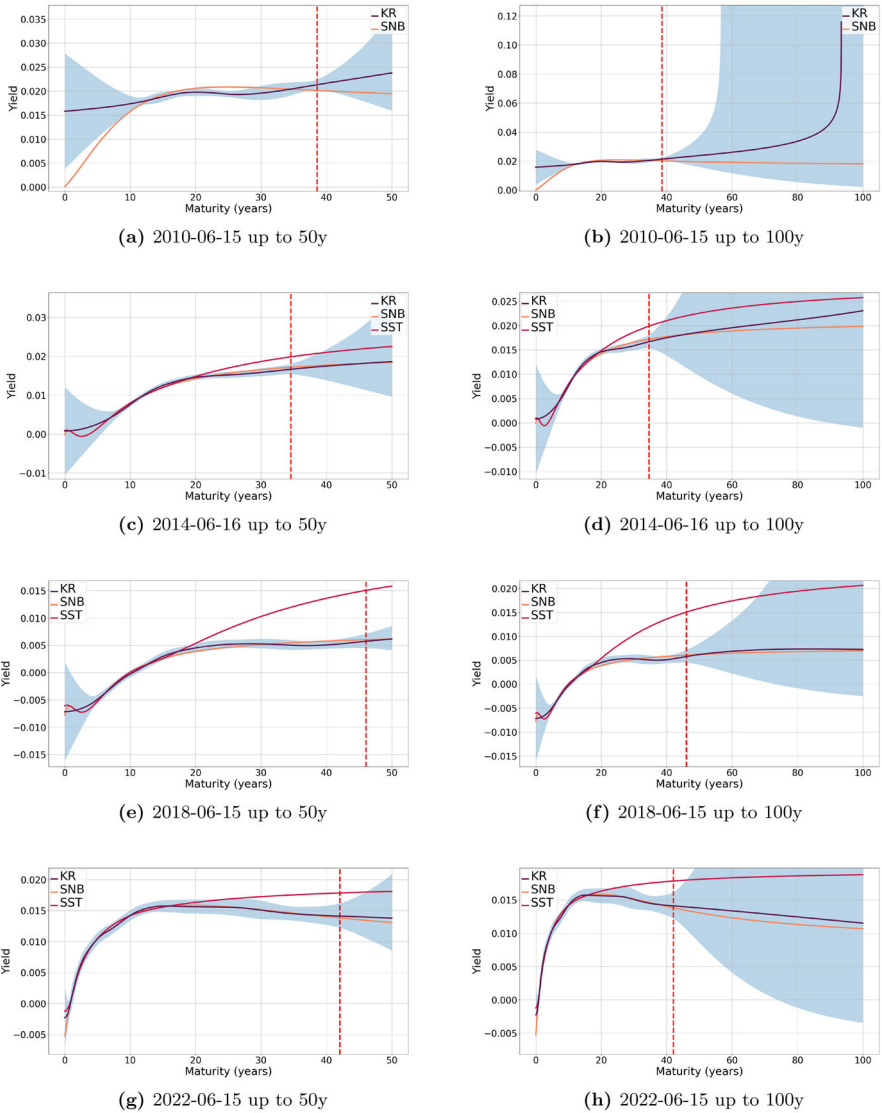 0.035
0.030
0.025
0.020
0.015
0.010
0.005
0.000
Yield
0 10 20 30 40 50
Maturity (years)
KR
SNB
(a) 2010-06-15 up to 50y
0.12
0.10
0.08
0.06
0.04
0.02
0.00
Yield
0 20 40 60 80 100
Maturity (years)
KR
SNB
(b) 2010-06-15 up to 100y
0.03
0.02
0.01
0.00
−0.01
Yield
0 10 20 30 40 50
Maturity (years)
KR
SNB
SST
(c) 2014-06-16 up to 50y
0.025
0.020
0.015
0.010
0.005
0.000
−0.005
−0.010
Yield
0 20 40 60 80 100
Maturity (years)
KR
SNB
SST
(d) 2014-06-16 up to 100y
0.015
0.010
0.005
0.000
−0.005
−0.010
−0.015
Yield
0 10 20 30 40 50
Maturity (years)
KR
SNB
SST
(e) 2018-06-15 up to 50y
0.020
0.015
0.010
0.005
0.000
−0.005
−0.010
−0.015
Yield
0 20 40 60 80 100
Maturity (years)
KR
SNB
SST
(f) 2018-06-15 up to 100y
0.020
0.015
0.010
0.005
0.000
−0.005
Yield
0 10 20 30 40 50
Maturity (years)
KR
SNB
SST
(g) 2022-06-15 up to 50y
0.015
0.010
0.005
0.000
−0.005
Yield
0 20 40 60 80 100
Maturity (years)
KR
SNB
SST
(h) 2022-06-15 up to 100y